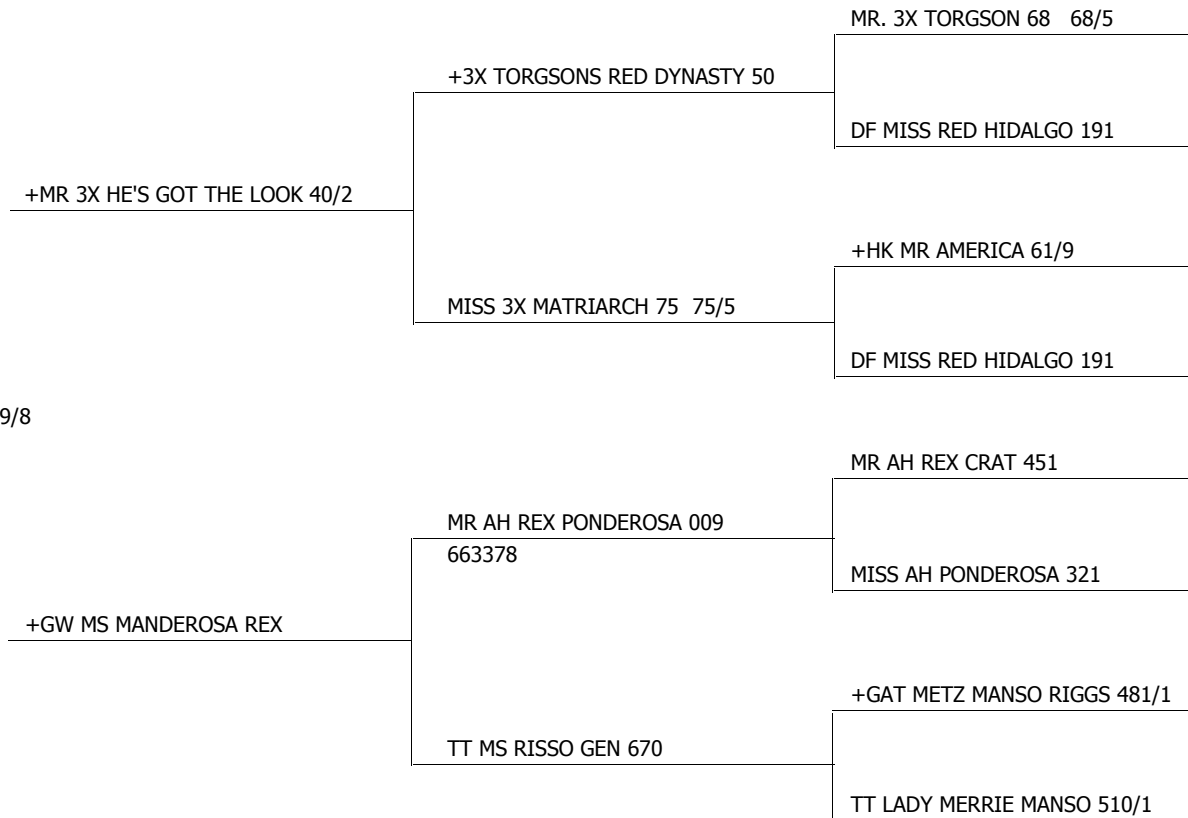 MR. 3X TORGSON 68 68/5
+3X TORGSONS RED DYNASTY 50
DF MISS RED HIDALGO 191
+MR 3X HE'S GOT THE LOOK 40/2
+HK MR AMERICA 61/9
MISS 3X MATRIARCH 75 75/5
DF MISS RED HIDALGO 191
9/8
MR AH REX CRAT 451
MR AH REX PONDEROSA 009
663378
MISS AH PONDEROSA 321
+GW MS MANDEROSA REX
+GAT METZ MANSO RIGGS 481/1
TT MS RISSO GEN 670
TT LADY MERRIE MANSO 510/1